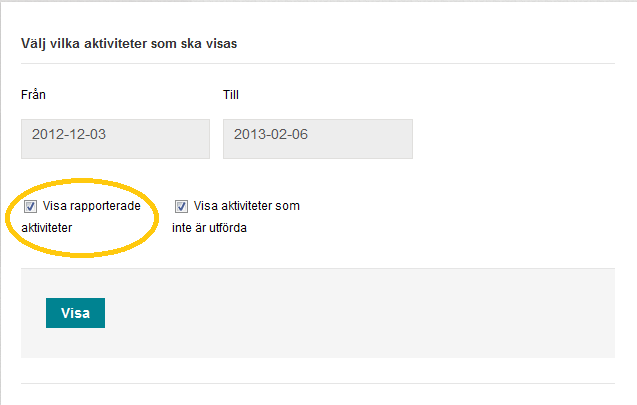 Välj vilka aktiviteter som ska visas
Från Till
2012-12-03 2013-02-06
Visa rapporterade Visa aktiviteter som
aktiviteter inte är utförda
Visa